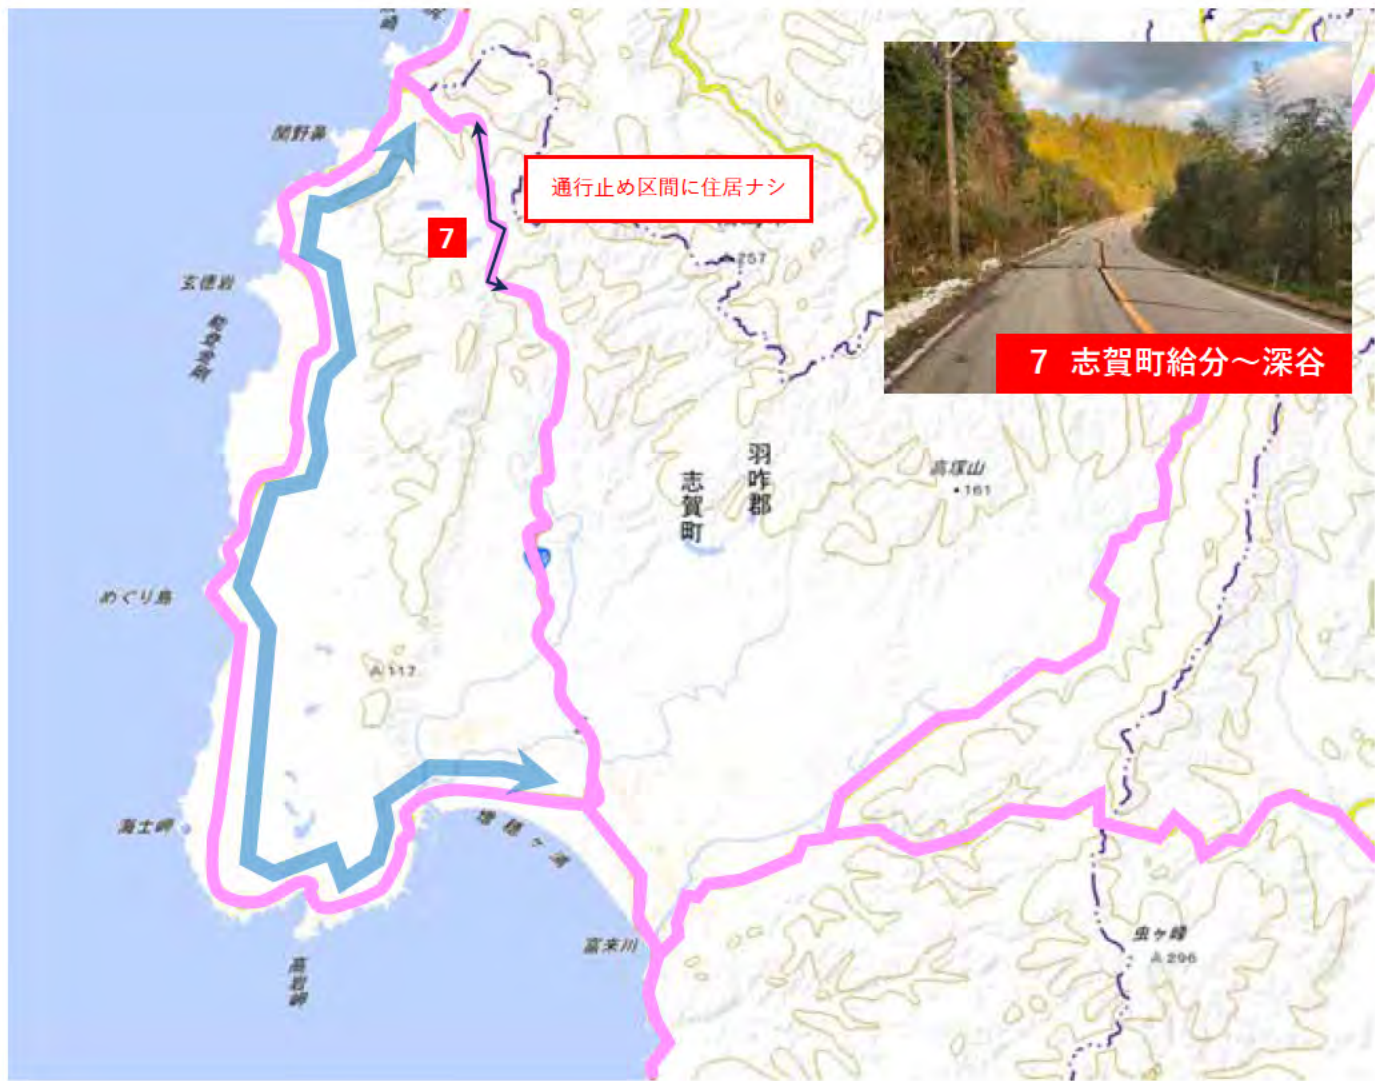 関野鼻
通行止め区間に住居ナシ
7
257
玄徳岩
能登金剛
7 志賀町給分～深谷
羽咋郡
志賀町
高塚山
161
めぐり島
117
海士岬
増穂ヶ浦
富来川
高岩岬
虫ヶ峰
296